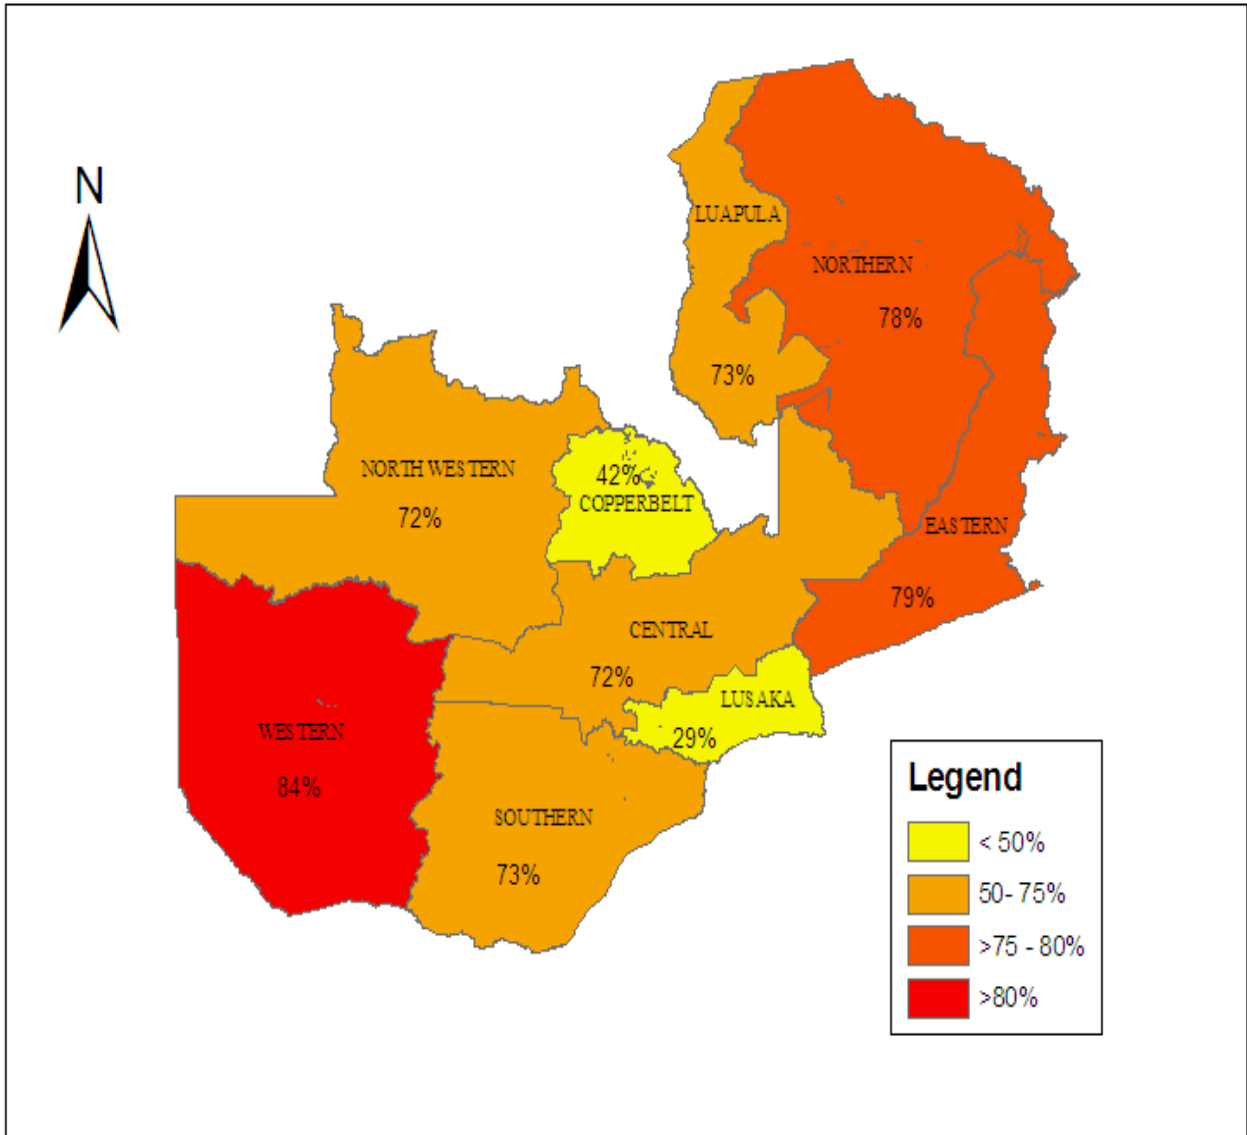 N
LUAPULA
NORTHERN
78%
73%
NORTH WESTERN
72%
42%
COPPERBELT
EASTERN
79%
CENTRAL
72%
LUSAKA
29%
WESTERN
84%
SOUTHERN
73%
Legend
< 50%
50- 75%
>75 - 80%
>80%